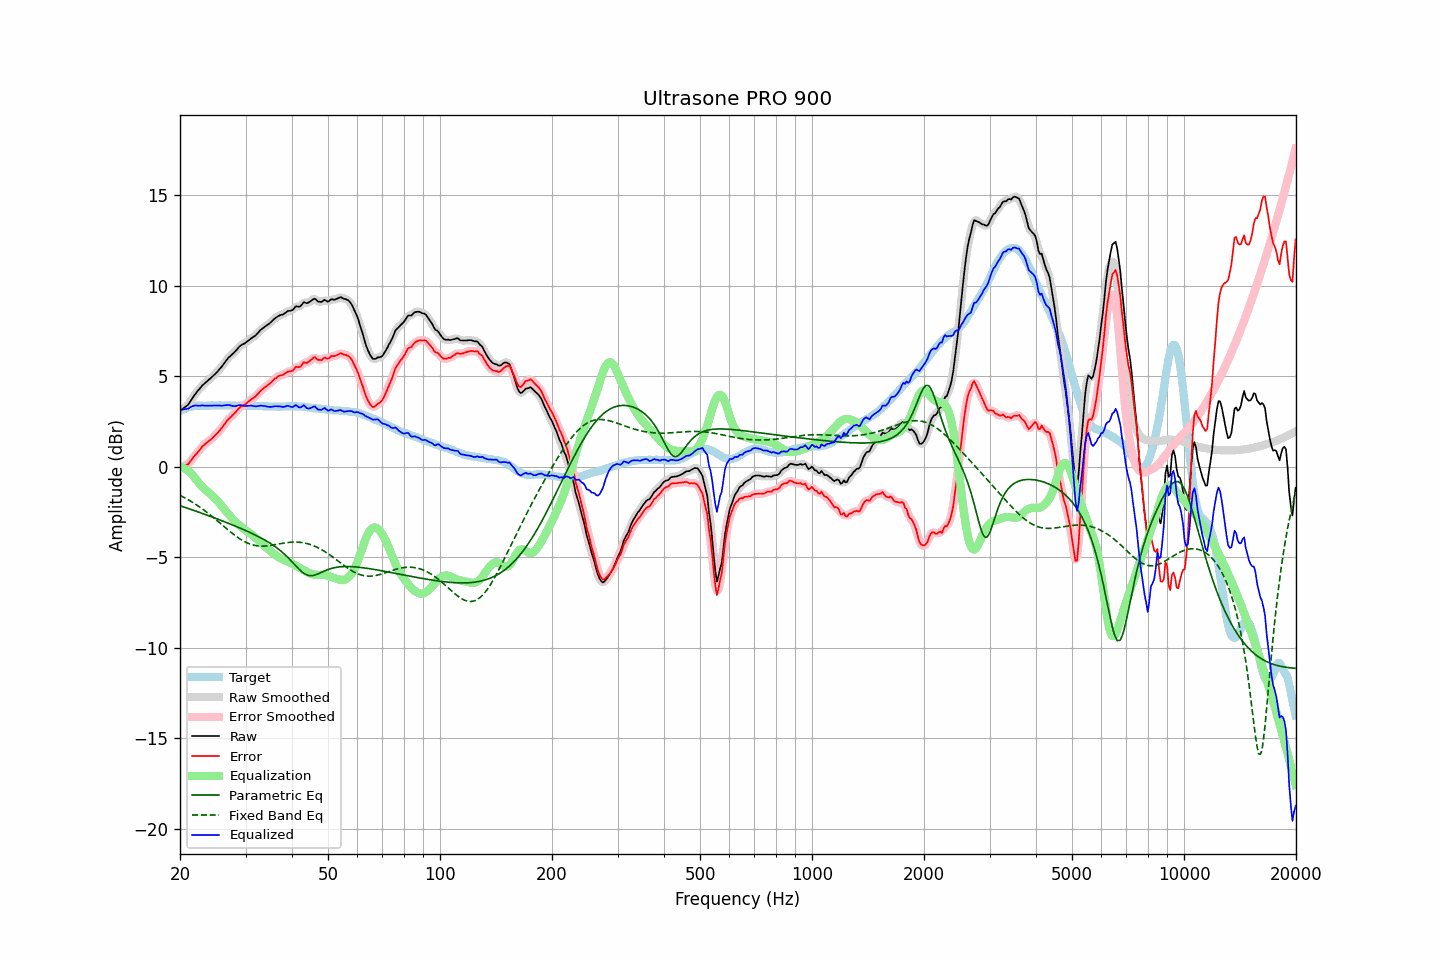 Ultrasone PRO 900
Amplitude (dBr)
15
10
5
0
−5
−10
−15
−20
Target
Raw Smoothed
Error Smoothed
Raw
Error
Equalization
Parametric Eq
Fixed Band Eq
Equalized
20
50
100
200
500
1000
2000
5000
10000
20000
Frequency (Hz)